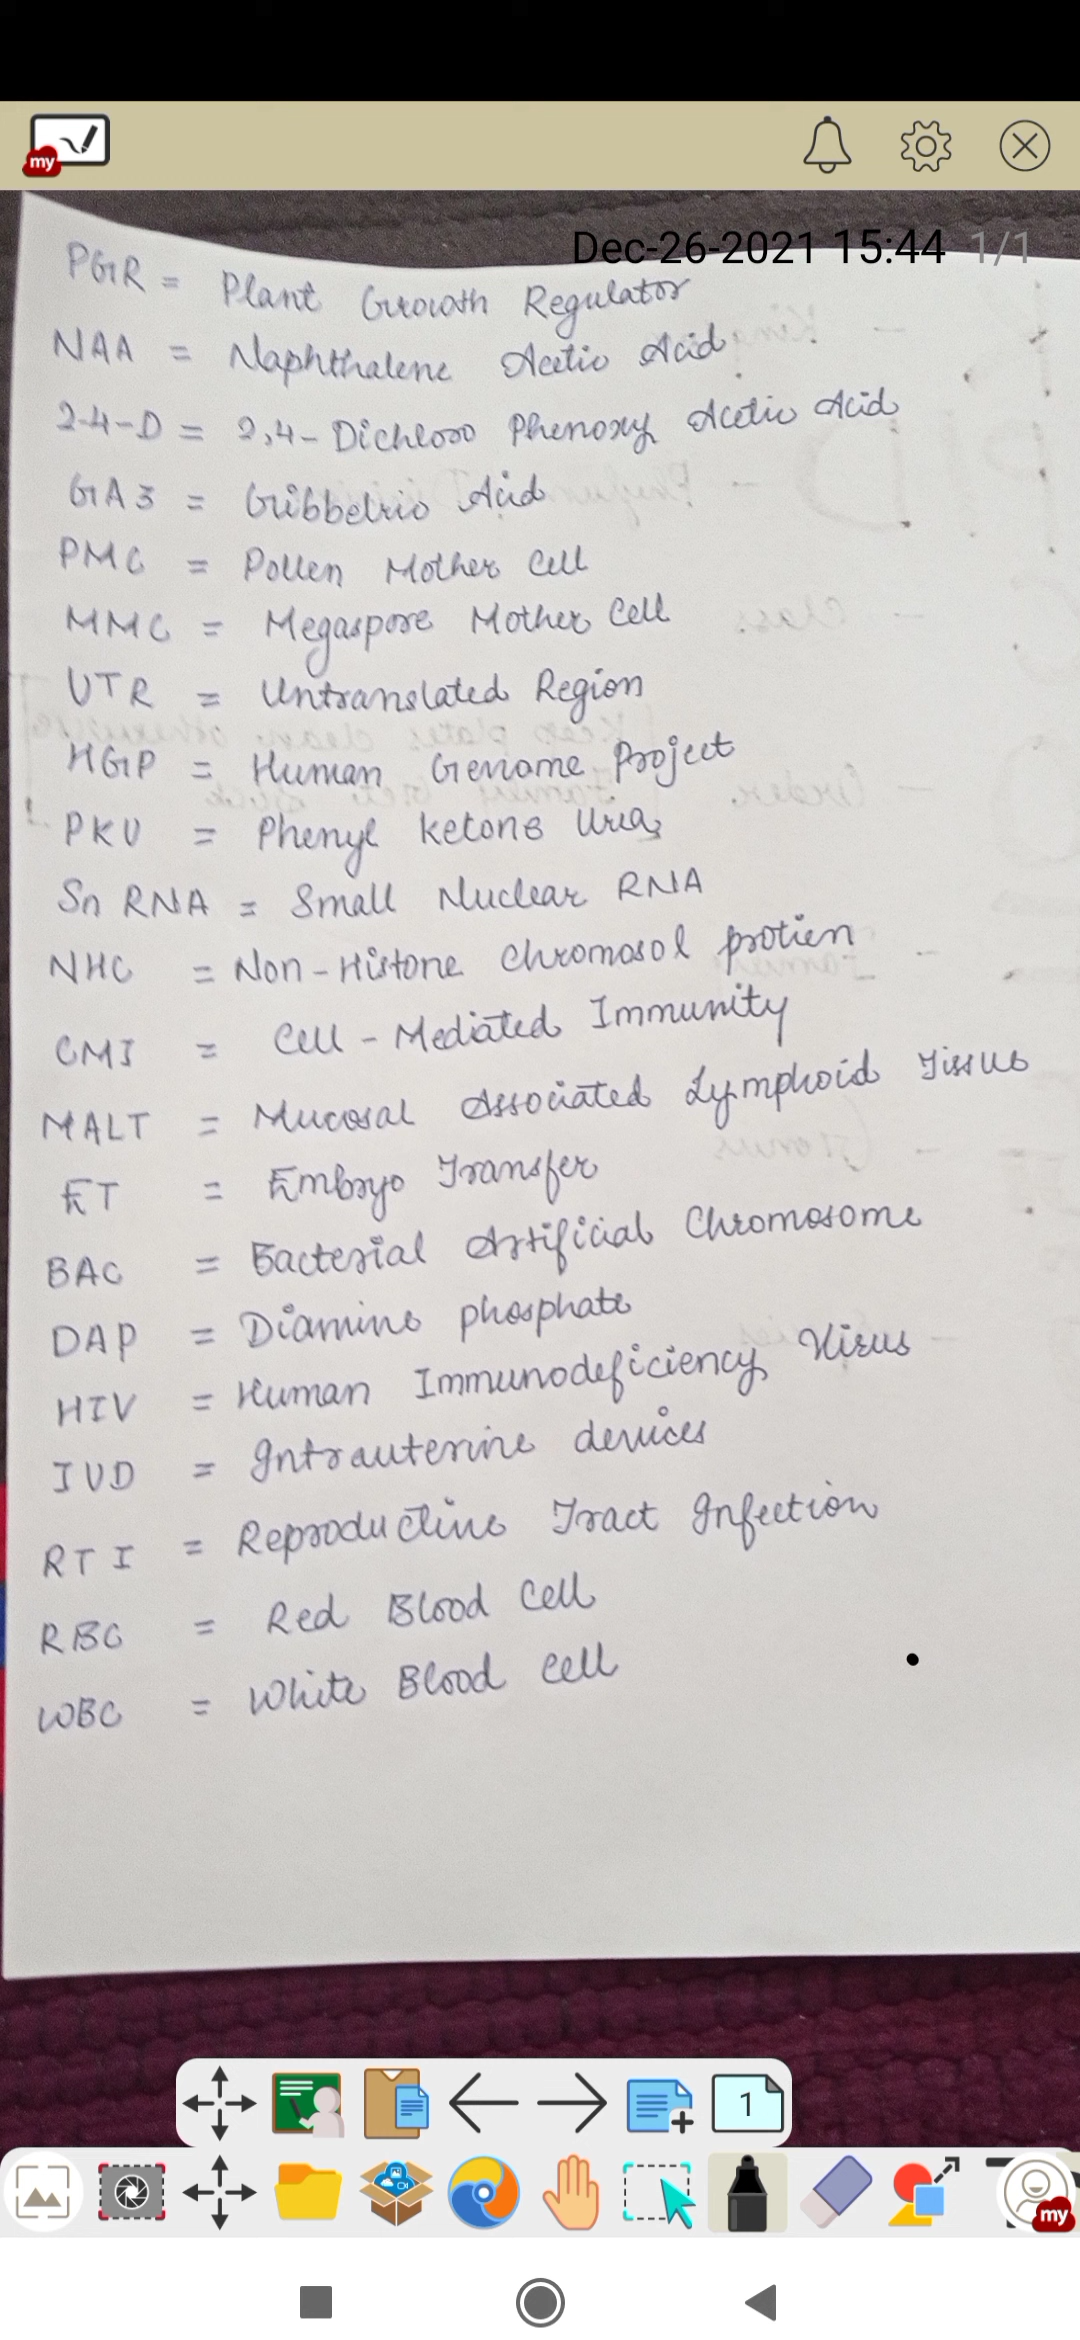 my
Dec-26-2021 15:44 1/1
PGR = Plant Growth Regulator
NAA = Naphthalene Acetic Acid
2-4-D = 2,4- Dichloro Phenoxy Acetic Acid
GA3 = Gribbelric Acid
PMC = Pollen Mother Cell
MMC = Megaspore Mother Cell
UTR = Untranslated Region
HGP = Human Genome Project
PKU = Phenyl Ketone Urea
Sn RNA = Small Nuclear RNA
NHC = Non-Histone Chromosol protien
CMI = Cell-Mediated Immunity
MALT = Mucosal Associated Lymphoid Tissue
ET = Embryo Transfer
BAC = Bacterial Artificial Chromosome
DAP = Diamine phosphate
HIV = Human Immunodeficiency Virus
IUD = Intrauterine devices
RTI = Reproductive Tract Infection
RBC = Red Blood Cell
WBC = White Blood Cell
1
my